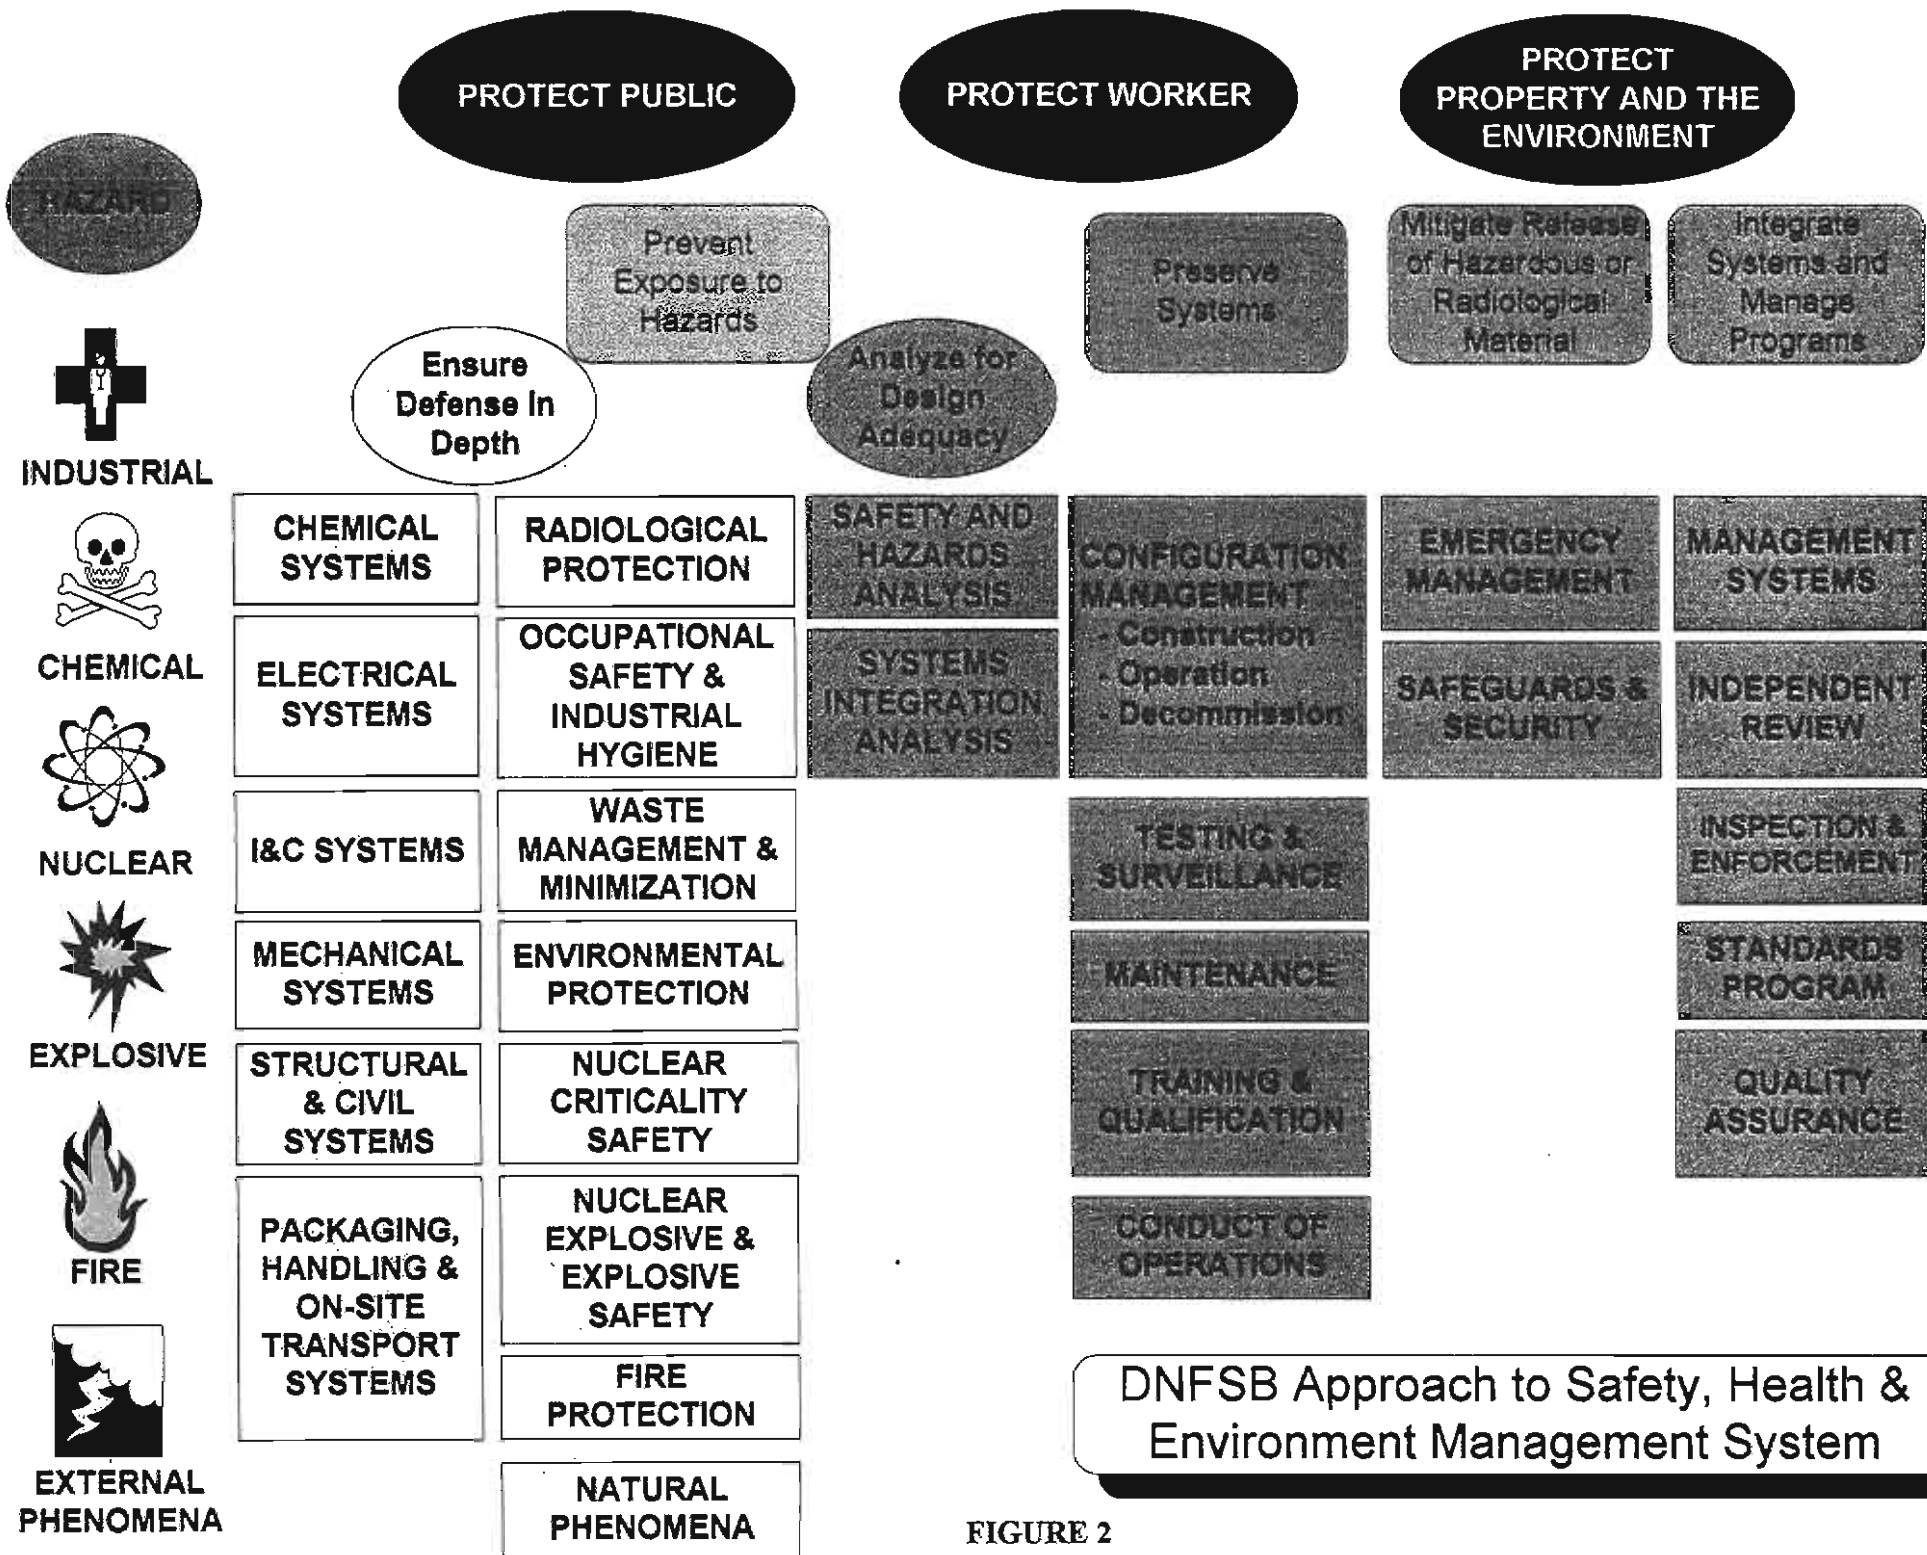 PROTECT PUBLIC
PROTECT WORKER
PROTECT
PROPERTY AND THE
ENVIRONMENT
HAZARD
Prevent
Exposure to
Hazards
Preserve
Systems
Mitigate Release
of Hazardous or
Radiological
Material
Integrate
Systems and
Manage
Programs
Ensure
Defense in
Depth
Analyze for
Design
Adequacy
INDUSTRIAL
CHEMICAL
NUCLEAR
EXPLOSIVE
FIRE
EXTERNAL
PHENOMENA
CHEMICAL
SYSTEMS
ELECTRICAL
SYSTEMS
I&C SYSTEMS
MECHANICAL
SYSTEMS
STRUCTURAL
& CIVIL
SYSTEMS
PACKAGING,
HANDLING &
ON-SITE
TRANSPORT
SYSTEMS
RADIOLOGICAL
PROTECTION
OCCUPATIONAL
SAFETY &
INDUSTRIAL
HYGIENE
WASTE
MANAGEMENT &
MINIMIZATION
ENVIRONMENTAL
PROTECTION
NUCLEAR
CRITICALITY
SAFETY
NUCLEAR
EXPLOSIVE &
EXPLOSIVE
SAFETY
FIRE
PROTECTION
NATURAL
PHENOMENA
SAFETY AND
HAZARDS
ANALYSIS
SYSTEMS
INTEGRATION
ANALYSIS
CONFIGURATION
MANAGEMENT
- Construction
- Operation
- Decommission
TESTING &
SURVEILLANCE
MAINTENANCE
TRAINING &
QUALIFICATION
CONDUCT OF
OPERATIONS
EMERGENCY
MANAGEMENT
SAFEGUARDS &
SECURITY
MANAGEMENT
SYSTEMS
INDEPENDENT
REVIEW
INSPECTION &
ENFORCEMENT
STANDARDS
PROGRAM
QUALITY
ASSURANCE
DNFSB Approach to Safety, Health &
Environment Management System
FIGURE 2